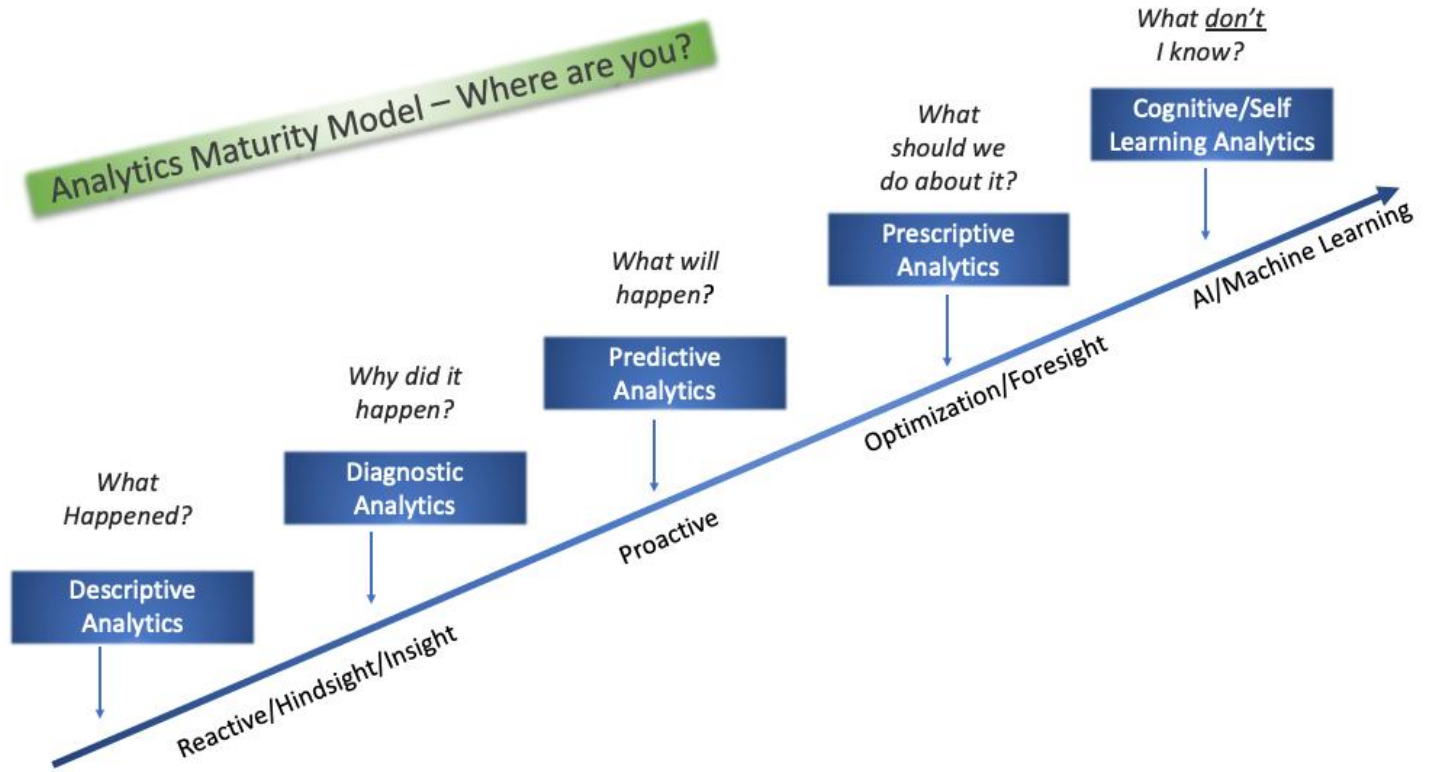 Analytics Maturity Model – Where are you?
What
Happened?
Descriptive
Analytics
Why did it
happen?
Diagnostic
Analytics
What will
happen?
Predictive
Analytics
What
should we
do about it?
Prescriptive
Analytics
What don't
I know?
Cognitive/Self
Learning Analytics
Reactive/Hindsight/Insight
Proactive
Optimization/Foresight
AI/Machine Learning